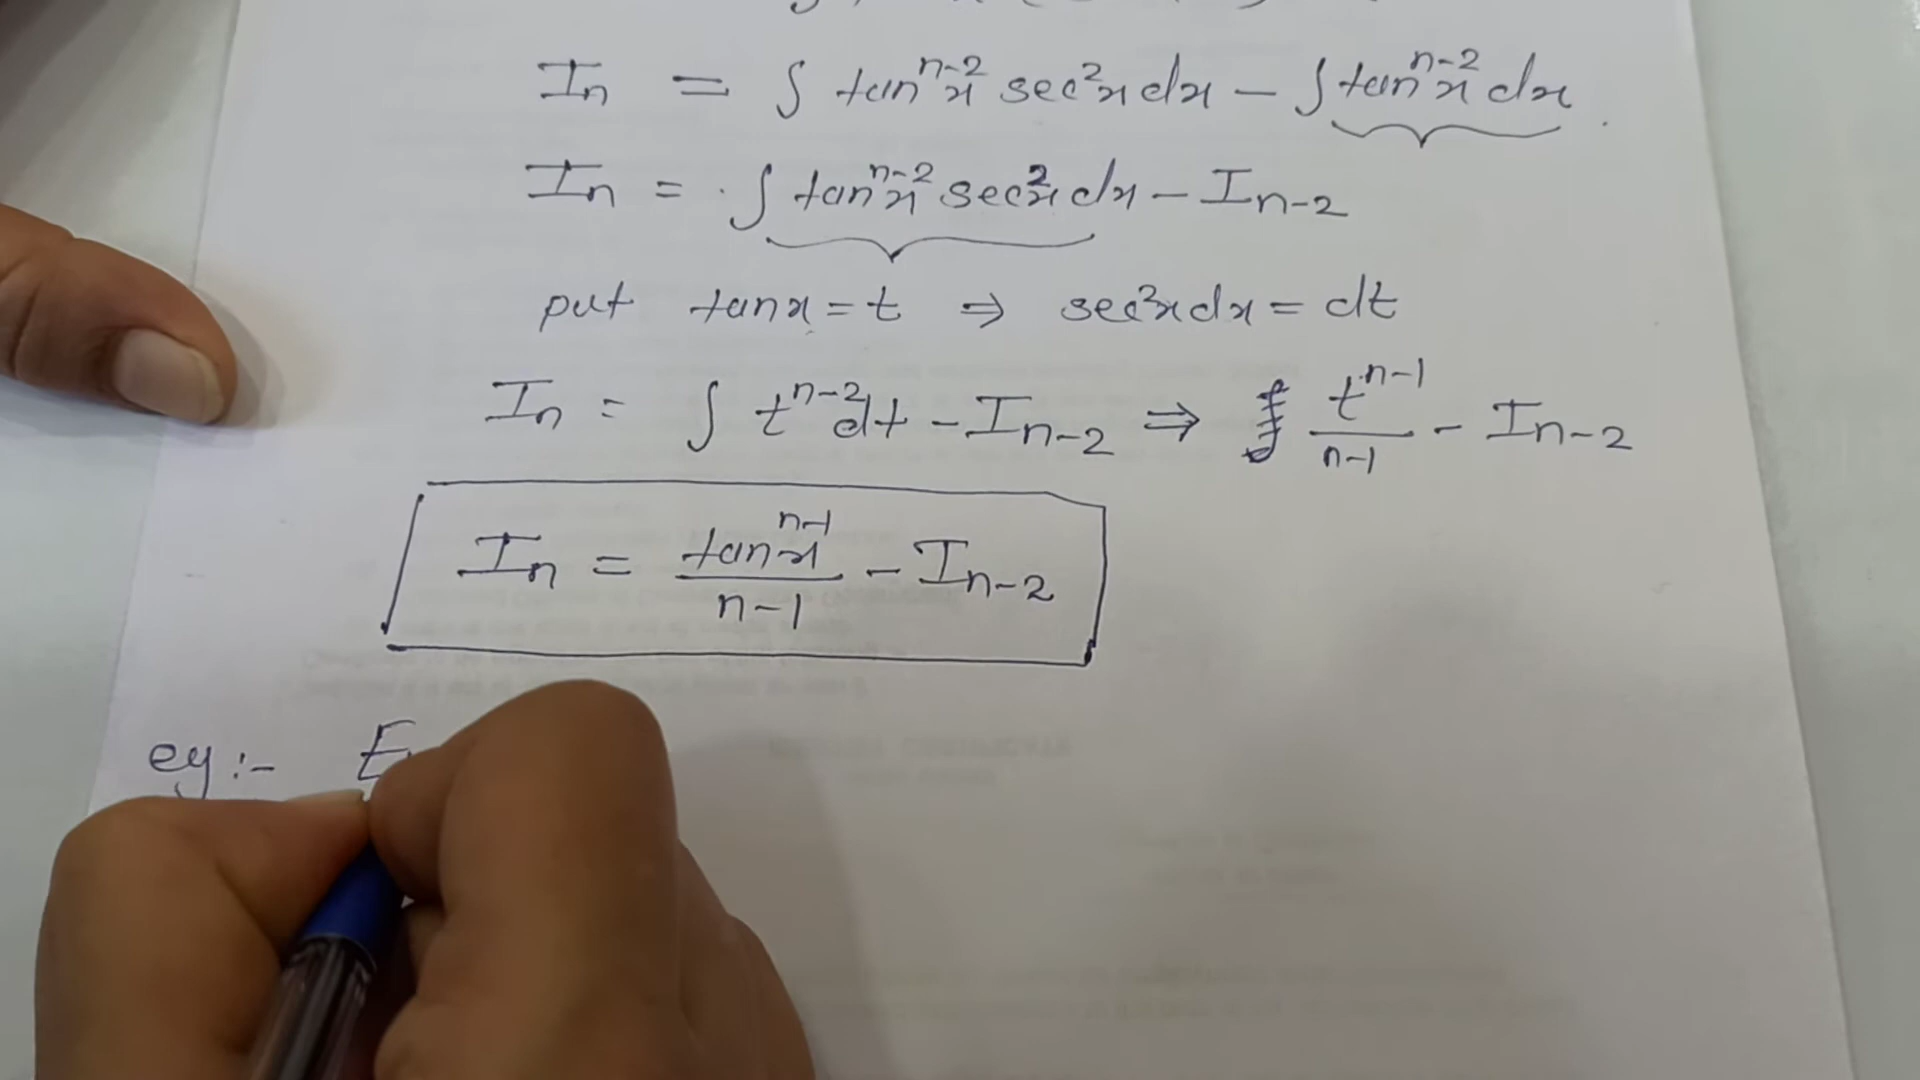 Iₙ = ∫ tanⁿ⁻²x sec²x dx − ∫ tanⁿ⁻²x dx
Iₙ = ∫ tanⁿ⁻²x sec²x dx − Iₙ₋₂
put tanx = t ⇒ sec²x dx = dt
Iₙ = ∫ tⁿ⁻² dt − Iₙ₋₂ ⇒ tⁿ⁻¹/n−1 − Iₙ₋₂
Iₙ = tanⁿ⁻¹x/n−1 − Iₙ₋₂
eg:-